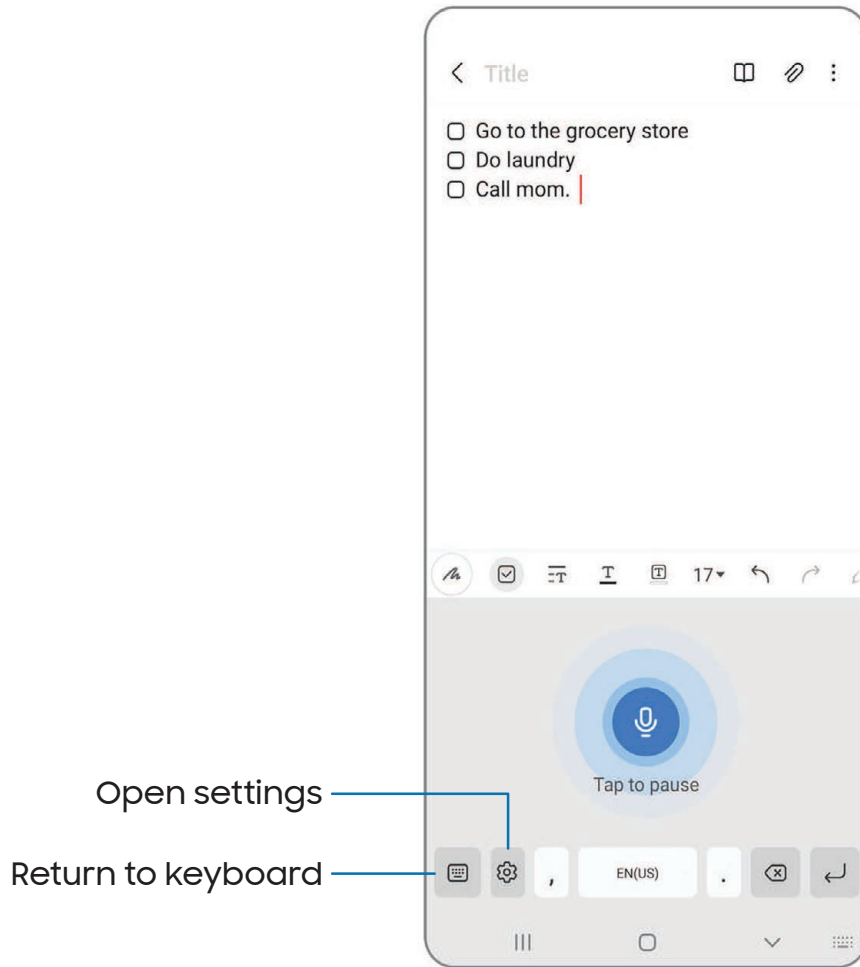 Title
Go to the grocery store
Do laundry
Call mom.
T
T
T
17
Tap to pause
Open settings
Return to keyboard
,
EN(US)
.